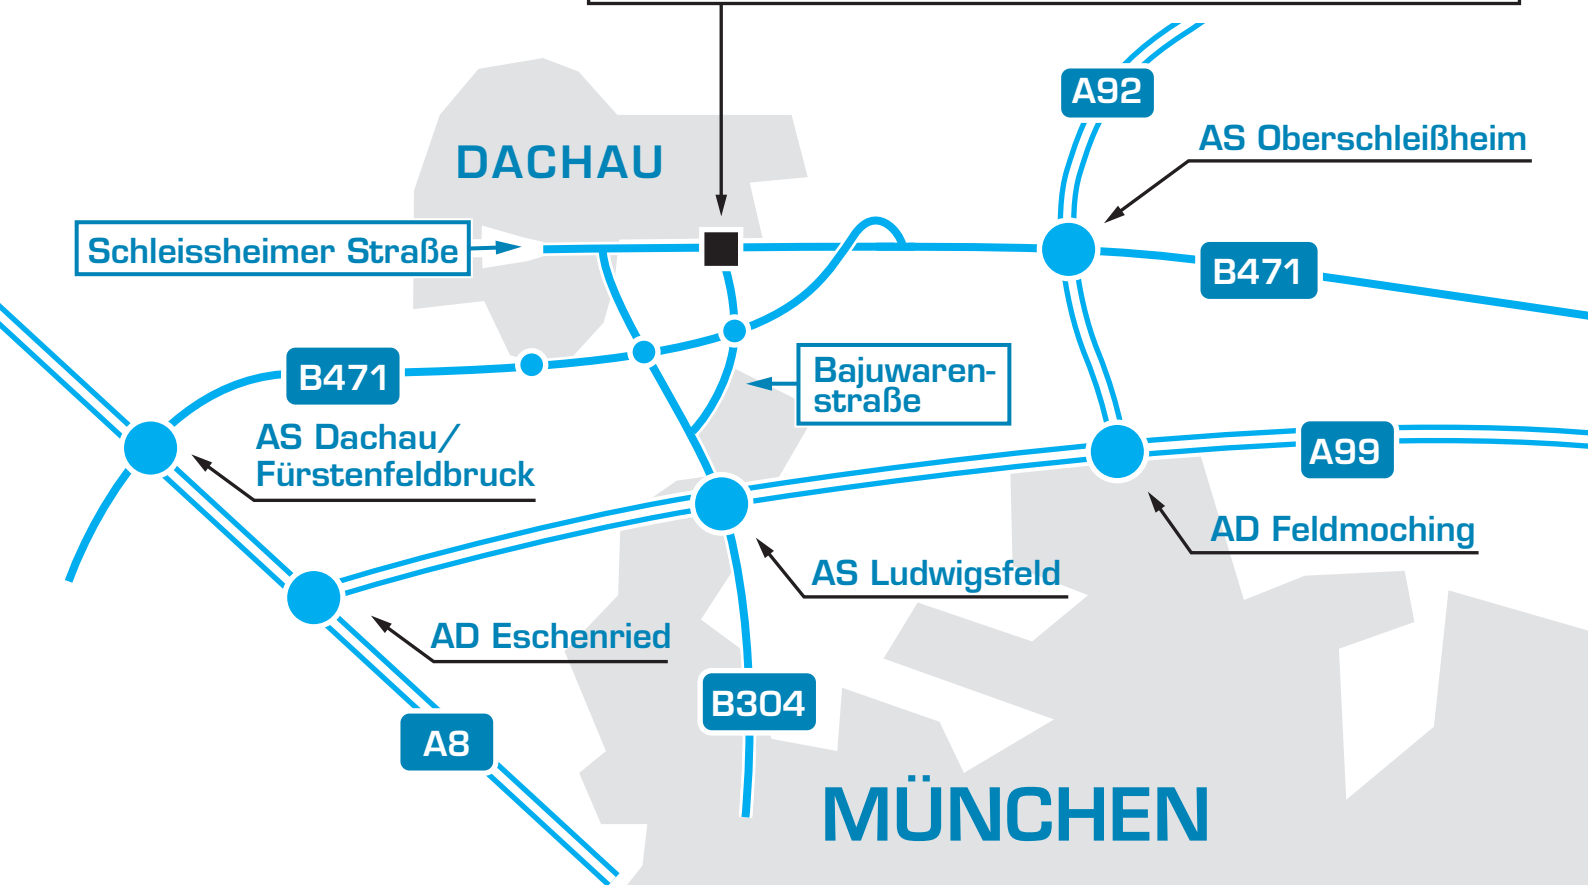 A92
AS Oberschleißheim
DACHAU
Schleissheimer Straße
B471
B471
Bajuwaren-
straße
AS Dachau/
Fürstenfeldbruck
A99
AD Feldmoching
AS Ludwigsfeld
AD Eschenried
B304
A8
MÜNCHEN